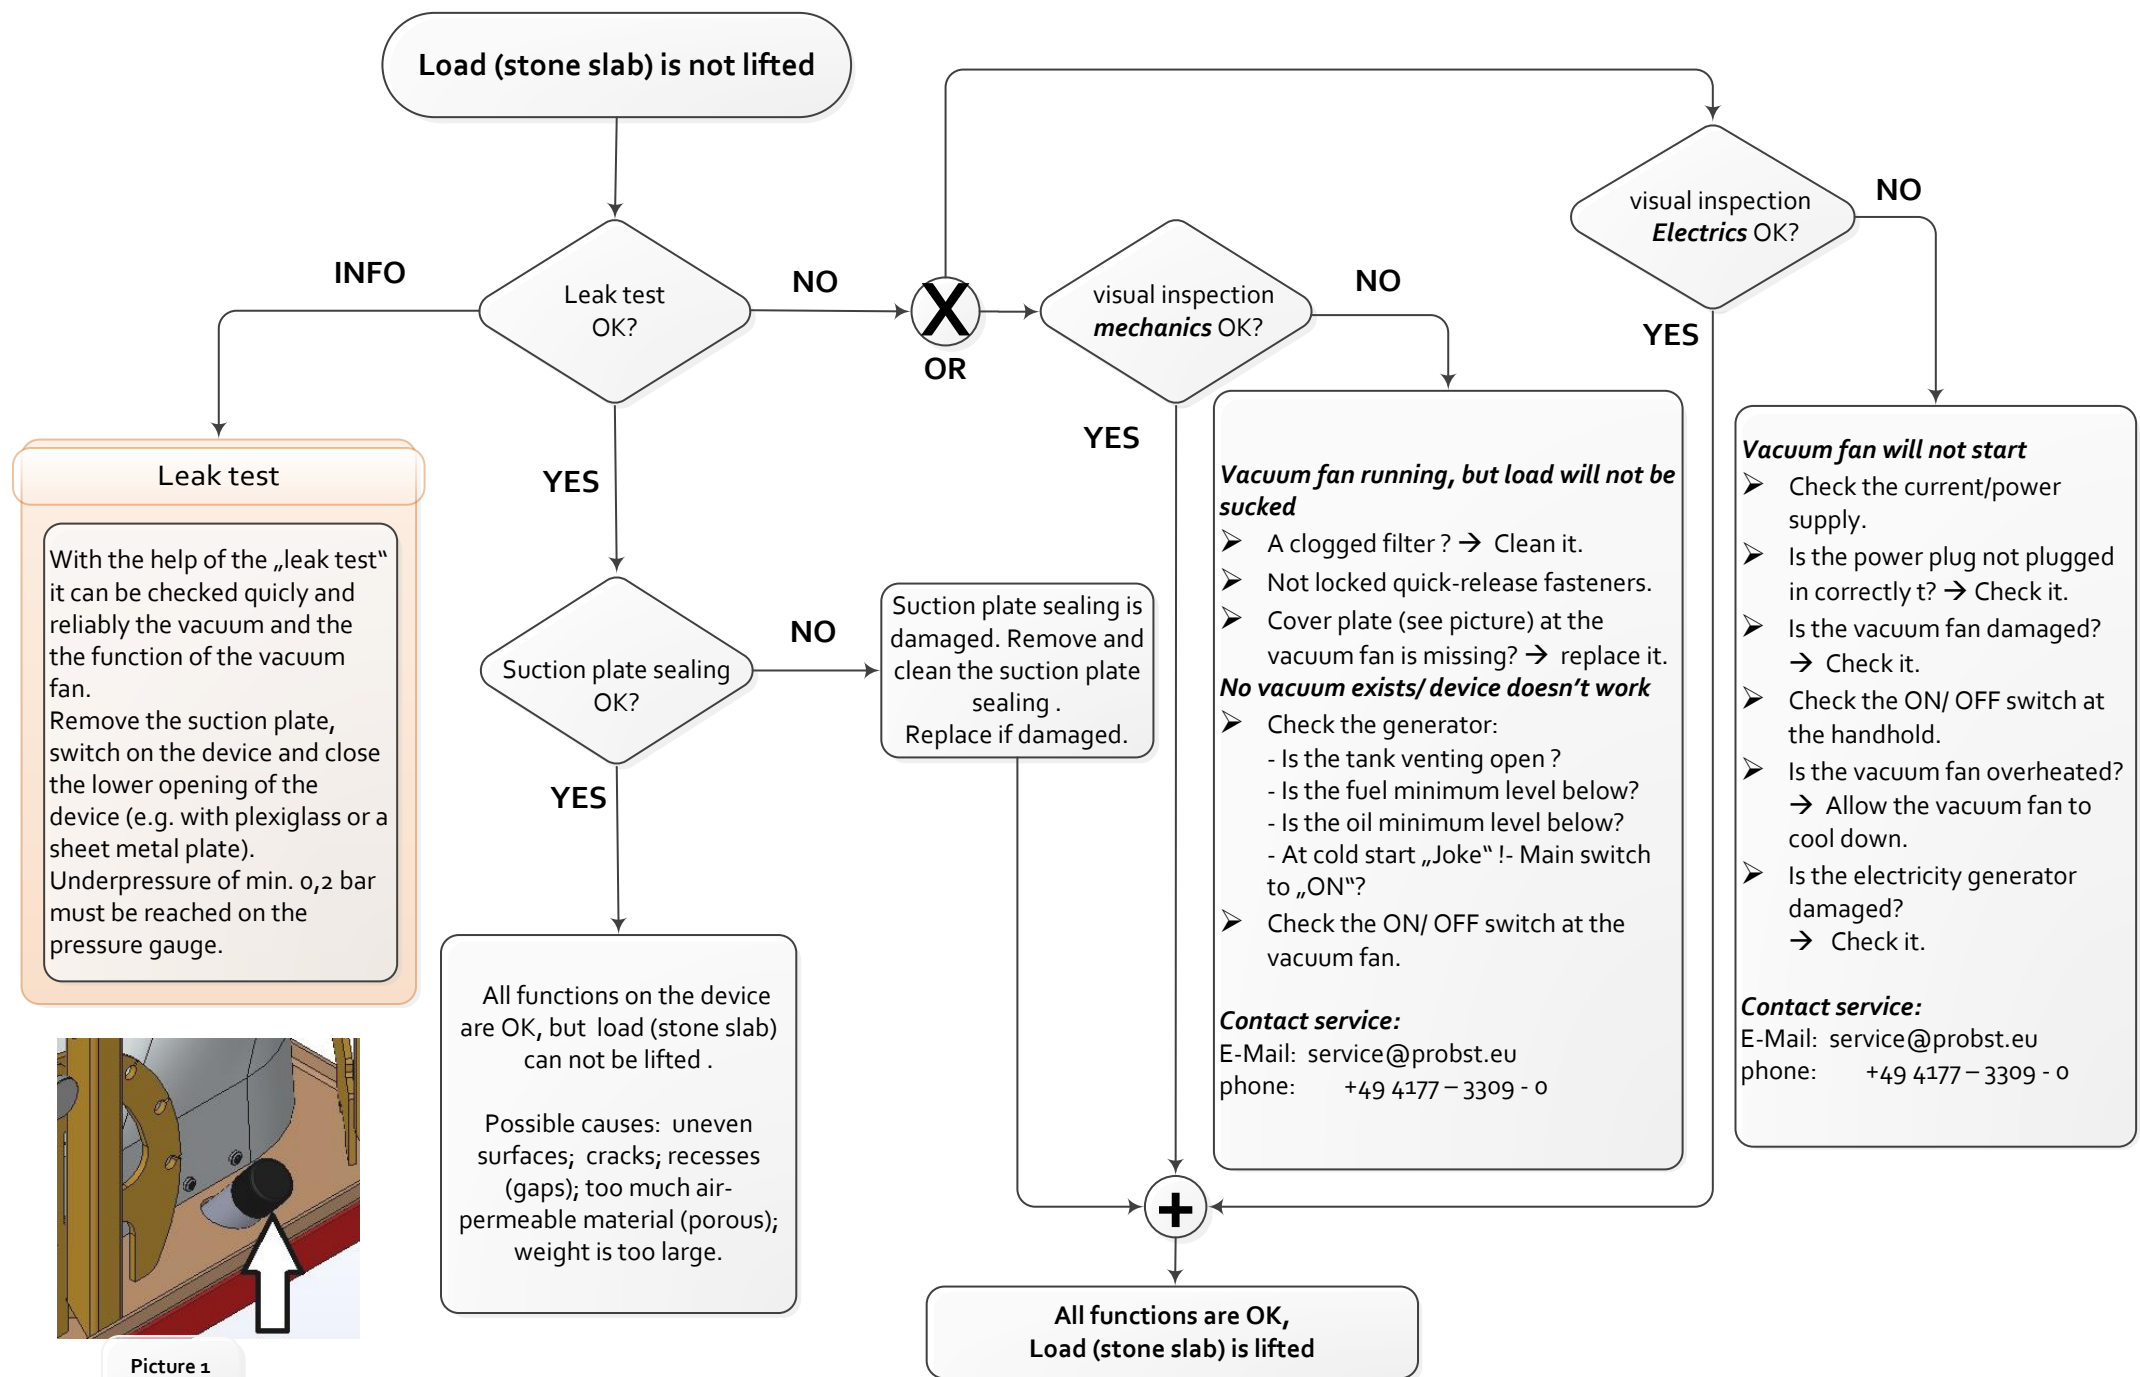 Load (stone slab) is not lifted
INFO
Leak test
OK?
NO
X
OR
visual inspection
mechanics OK?
NO
visual inspection
Electrics OK?
NO
YES
YES
YES
Leak test
With the help of the „leak test“
it can be checked quicly and
reliably the vacuum and the
the function of the vacuum
fan.
Remove the suction plate,
switch on the device and close
the lower opening of the
device (e.g. with plexiglass or a
sheet metal plate).
Underpressure of min. 0,2 bar
must be reached on the
pressure gauge.
Suction plate sealing
OK?
NO
YES
Suction plate sealing is
damaged. Remove and
clean the suction plate
sealing .
Replace if damaged.
All functions on the device
are OK, but load (stone slab)
can not be lifted .
Possible causes: uneven
surfaces; cracks; recesses
(gaps); too much air-
permeable material (porous);
weight is too large.
Vacuum fan running, but load will not be
sucked
➢ A clogged filter ? → Clean it.
➢ Not locked quick-release fasteners.
➢ Cover plate (see picture) at the
vacuum fan is missing? → replace it.
No vacuum exists/ device doesn’t work
➢ Check the generator:
- Is the tank venting open ?
- Is the fuel minimum level below?
- Is the oil minimum level below?
- At cold start „Joke“ !- Main switch
to „ON“?
➢ Check the ON/ OFF switch at the
vacuum fan.
Contact service:
E-Mail: service@probst.eu
phone: +49 4177 – 3309 - 0
Vacuum fan will not start
➢ Check the current/power
supply.
➢ Is the power plug not plugged
in correctly t? → Check it.
➢ Is the vacuum fan damaged?
→ Check it.
➢ Check the ON/ OFF switch at
the handhold.
➢ Is the vacuum fan overheated?
→ Allow the vacuum fan to
cool down.
➢ Is the electricity generator
damaged?
→ Check it.
Contact service:
E-Mail: service@probst.eu
phone: +49 4177 – 3309 - 0
+
All functions are OK,
Load (stone slab) is lifted
Picture 1